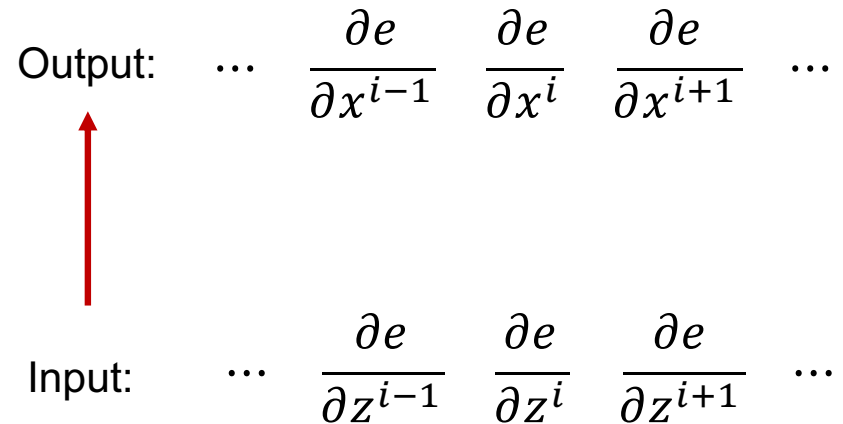 Output: ... ∂e/∂x^{i−1} ∂e/∂x^{i} ∂e/∂x^{i+1} ...
Input: ... ∂e/∂z^{i−1} ∂e/∂z^{i} ∂e/∂z^{i+1} ...